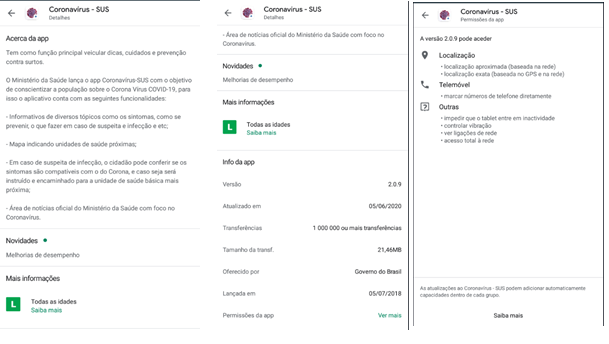 Coronavírus - SUS
Detalhes
Acerca da app
Tem como função principal veicular dicas, cuidados e prevenção
contra surtos.
O Ministério da Saúde lança o app Coronavírus-SUS com o objetivo
de conscientizar a população sobre o Corona Vírus COVID-19, para
isso o aplicativo conta com as seguintes funcionalidades:
- Informativos de diversos tópicos como os sintomas, como se
prevenir, o que fazer em caso de suspeita e infecção e etc;
- Mapa indicando unidades de saúde próximas;
- Em caso de suspeita de infecção, o cidadão pode conferir se os
sintomas são compatíveis com o do Corona, e caso seja será
instruído e encaminhado para a unidade de saúde básica mais
próxima;
- Área de notícias oficial do Ministério da Saúde com foco no
Coronavírus.
Novidades
Melhorias de desempenho
Mais informações
L
Todas as idades
Saiba mais
Coronavírus - SUS
Detalhes
- Área de notícias oficial do Ministério da Saúde com foco no
Coronavírus.
Novidades
Melhorias de desempenho
Mais informações
L
Todas as idades
Saiba mais
Info da app
Versão 2.0.9
Atualizado em 05/06/2020
Transferências 1 000 000 ou mais transferências
Tamanho da transf. 21,46MB
Oferecido por Governo do Brasil
Lançada em 05/07/2018
Permissões da app Ver mais
Coronavírus - SUS
Permissões da app
A versão 2.0.9 pode aceder
Localização
• localização aproximada (baseada na rede)
• localização exata (baseada no GPS e na rede)
Telemóvel
• marcar números de telefone diretamente
Outras
• impedir que o tablet entre em inactividade
• controlar vibração
• ver ligações de rede
• acesso total à rede
As atualizações ao Coronavírus - SUS podem adicionar automaticamente
capacidades dentro de cada grupo.
Saiba mais